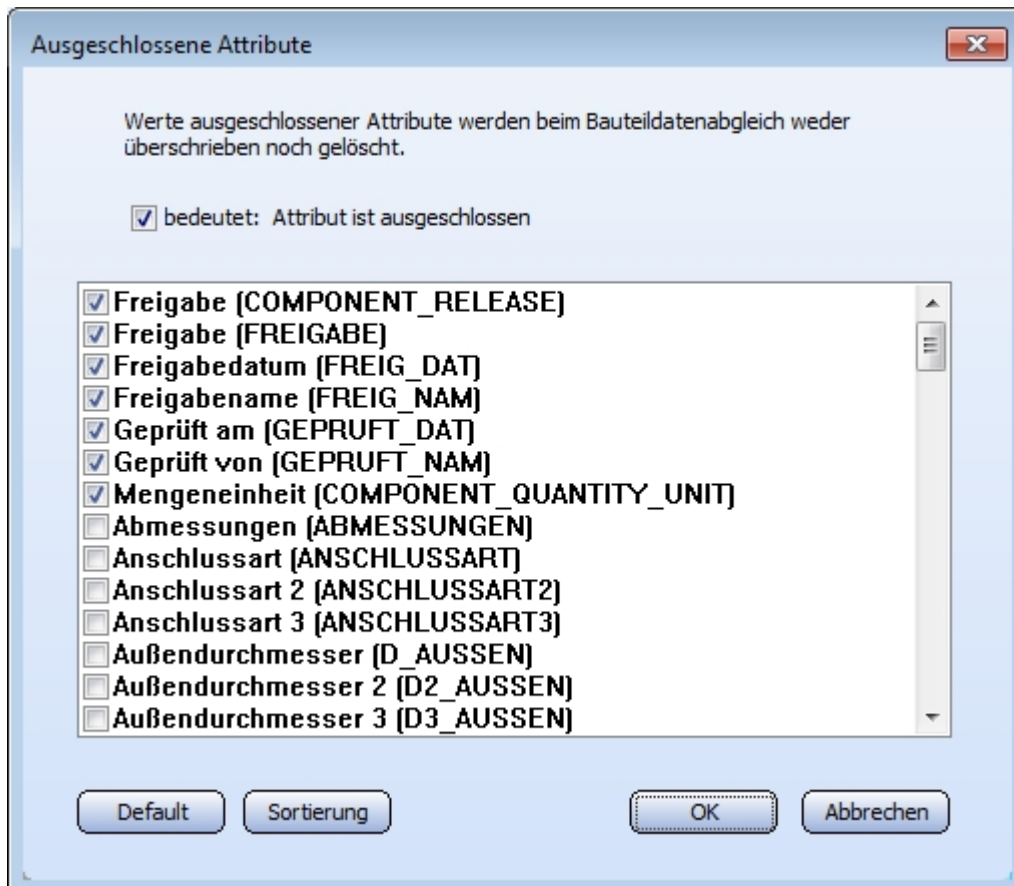 Ausgeschlossene Attribute
Werte ausgeschlossener Attribute werden beim Bauteildatenabgleich weder
überschrieben noch gelöscht.
bedeutet: Attribut ist ausgeschlossen
Freigabe (COMPONENT_RELEASE)
Freigabe (FREIGABE)
Freigabedatum (FREIG_DAT)
Freigabename (FREIG_NAM)
Geprüft am (GEPRUFT_DAT)
Geprüft von (GEPRUFT_NAM)
Mengeneinheit (COMPONENT_QUANTITY_UNIT)
Abmessungen (ABMESSUNGEN)
Anschlussart (ANSCHLUSSART)
Anschlussart 2 (ANSCHLUSSART2)
Anschlussart 3 (ANSCHLUSSART3)
Außendurchmesser (D_AUSSEN)
Außendurchmesser 2 (D2_AUSSEN)
Außendurchmesser 3 (D3_AUSSEN)
Default Sortierung OK Abbrechen